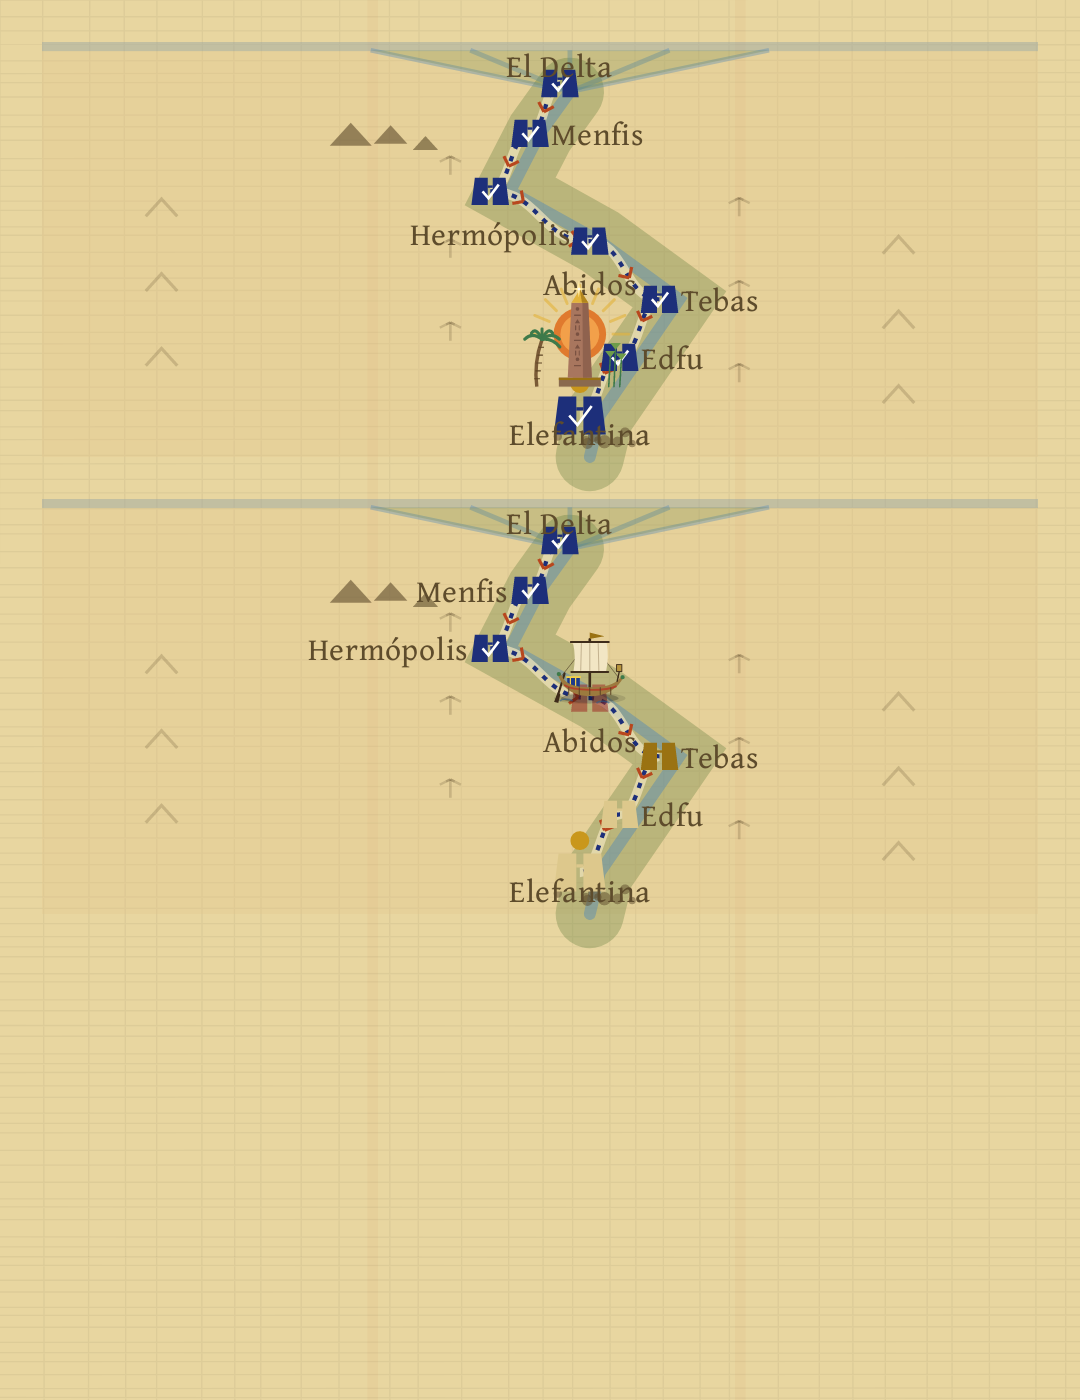 El Delta
Menfis
Hermópolis
Abidos
Tebas
Edfu
Elefantina
El Delta
Menfis
Hermópolis
Abidos
Tebas
Edfu
Elefantina